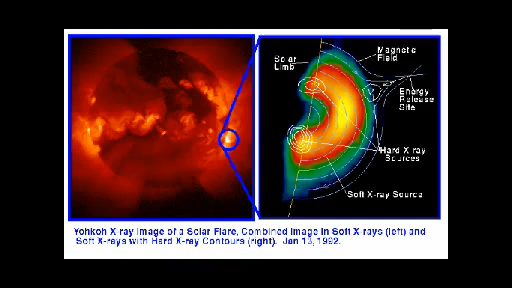 Magnetic
Field
Solar
Limb
Energy
Release
Site
Hard X-ray
Sources
Soft X-ray Source
Yohkoh X-ray Image of a Solar Flare, Combined Image in Soft X-rays (left) and
Soft X-rays with Hard X-ray Contours (right). Jan 13, 1992.